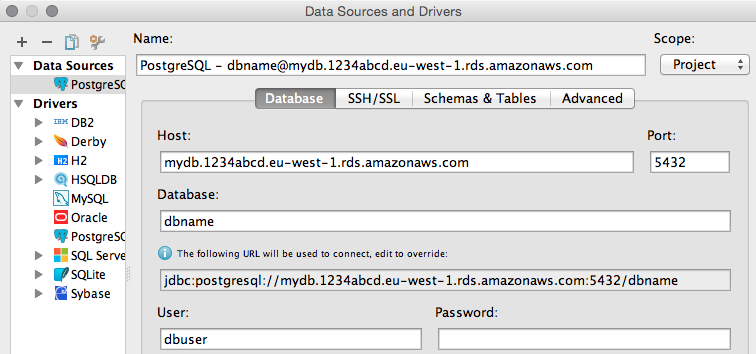 Data Sources and Drivers
Name:
Scope:
PostgreSQL - dbname@mydb.1234abcd.eu-west-1.rds.amazonaws.com
Project
Data Sources
PostgreSQ
Drivers
IBM DB2
DB2
Derby
H2 H2
HSQLDB
MySQL
Oracle
PostgreSQ
SQL Serve
SQLite
Sybase
Database
SSH/SSL
Schemas & Tables
Advanced
Host:
Port:
mydb.1234abcd.eu-west-1.rds.amazonaws.com
5432
Database:
dbname
The following URL will be used to connect, edit to override:
jdbc:postgresql://mydb.1234abcd.eu-west-1.rds.amazonaws.com:5432/dbname
User:
Password:
dbuser